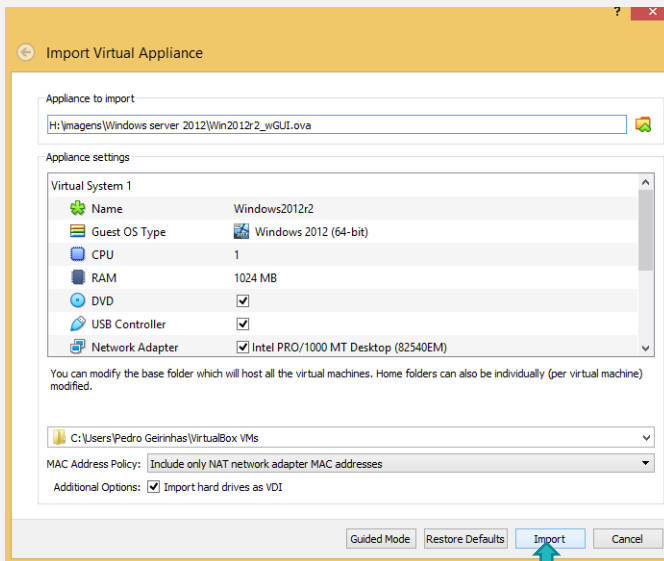 ?
Import Virtual Appliance
Appliance to import
H:\imagens\Windows server 2012\Win2012r2_wGUI.ova
Appliance settings
Virtual System 1
Name Windows2012r2
Guest OS Type Windows 2012 (64-bit)
CPU 1
RAM 1024 MB
DVD
USB Controller
Network Adapter Intel PRO/1000 MT Desktop (82540EM)
You can modify the base folder which will host all the virtual machines. Home folders can also be individually (per virtual machine)
modified.
C:\Users\Pedro Geirinhas\VirtualBox VMs
MAC Address Policy: Include only NAT network adapter MAC addresses
Additional Options: Import hard drives as VDI
Guided Mode Restore Defaults Import Cancel